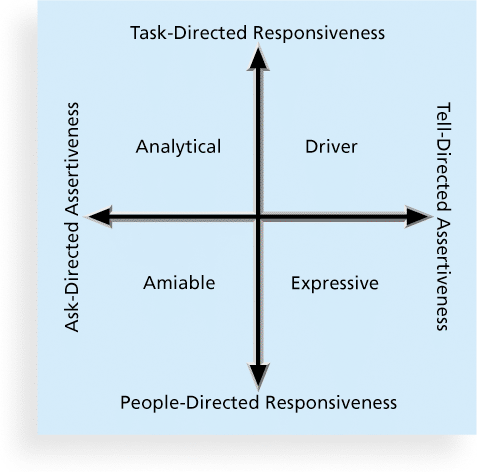 Task-Directed Responsiveness
Analytical
Driver
Ask-Directed Assertiveness
Tell-Directed Assertiveness
Amiable
Expressive
People-Directed Responsiveness